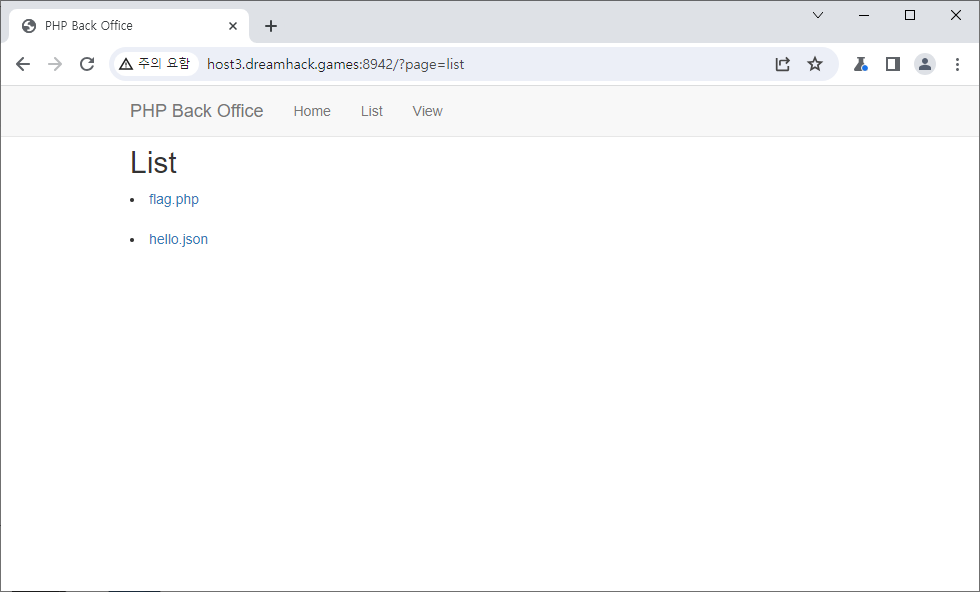 PHP Back Office
주의 요함 host3.dreamhack.games:8942/?page=list
PHP Back Office Home List View
List
flag.php
hello.json